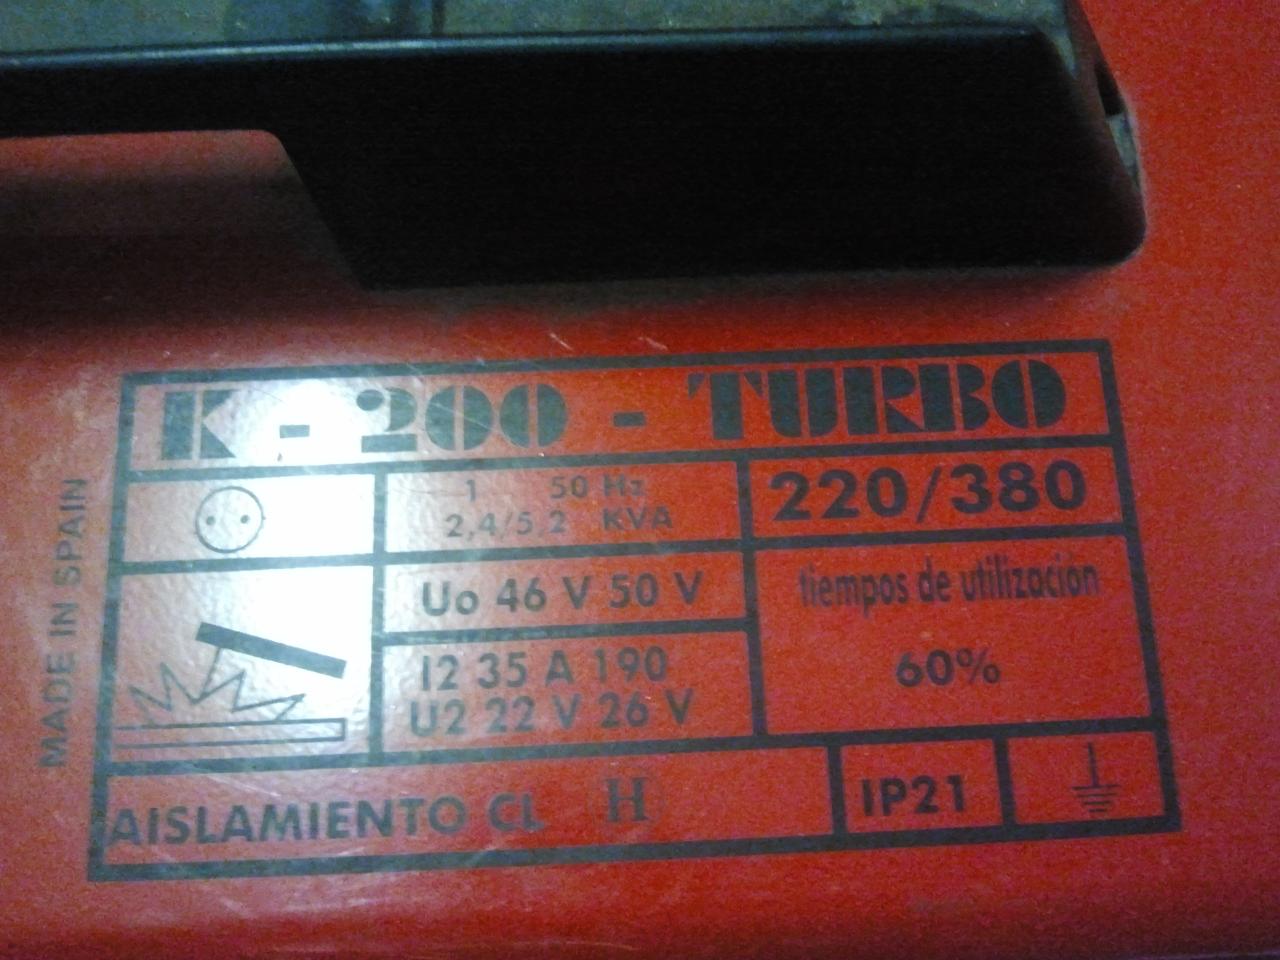 K - 200 - TURBO
1 50 Hz
2,4/5,2 KVA
220/380
Uo 46 V 50 V
tiempos de utilización
60%
I2 35 A 190
U2 22 V 26 V
AISLAMIENTO CL H
IP21
MADE IN SPAIN